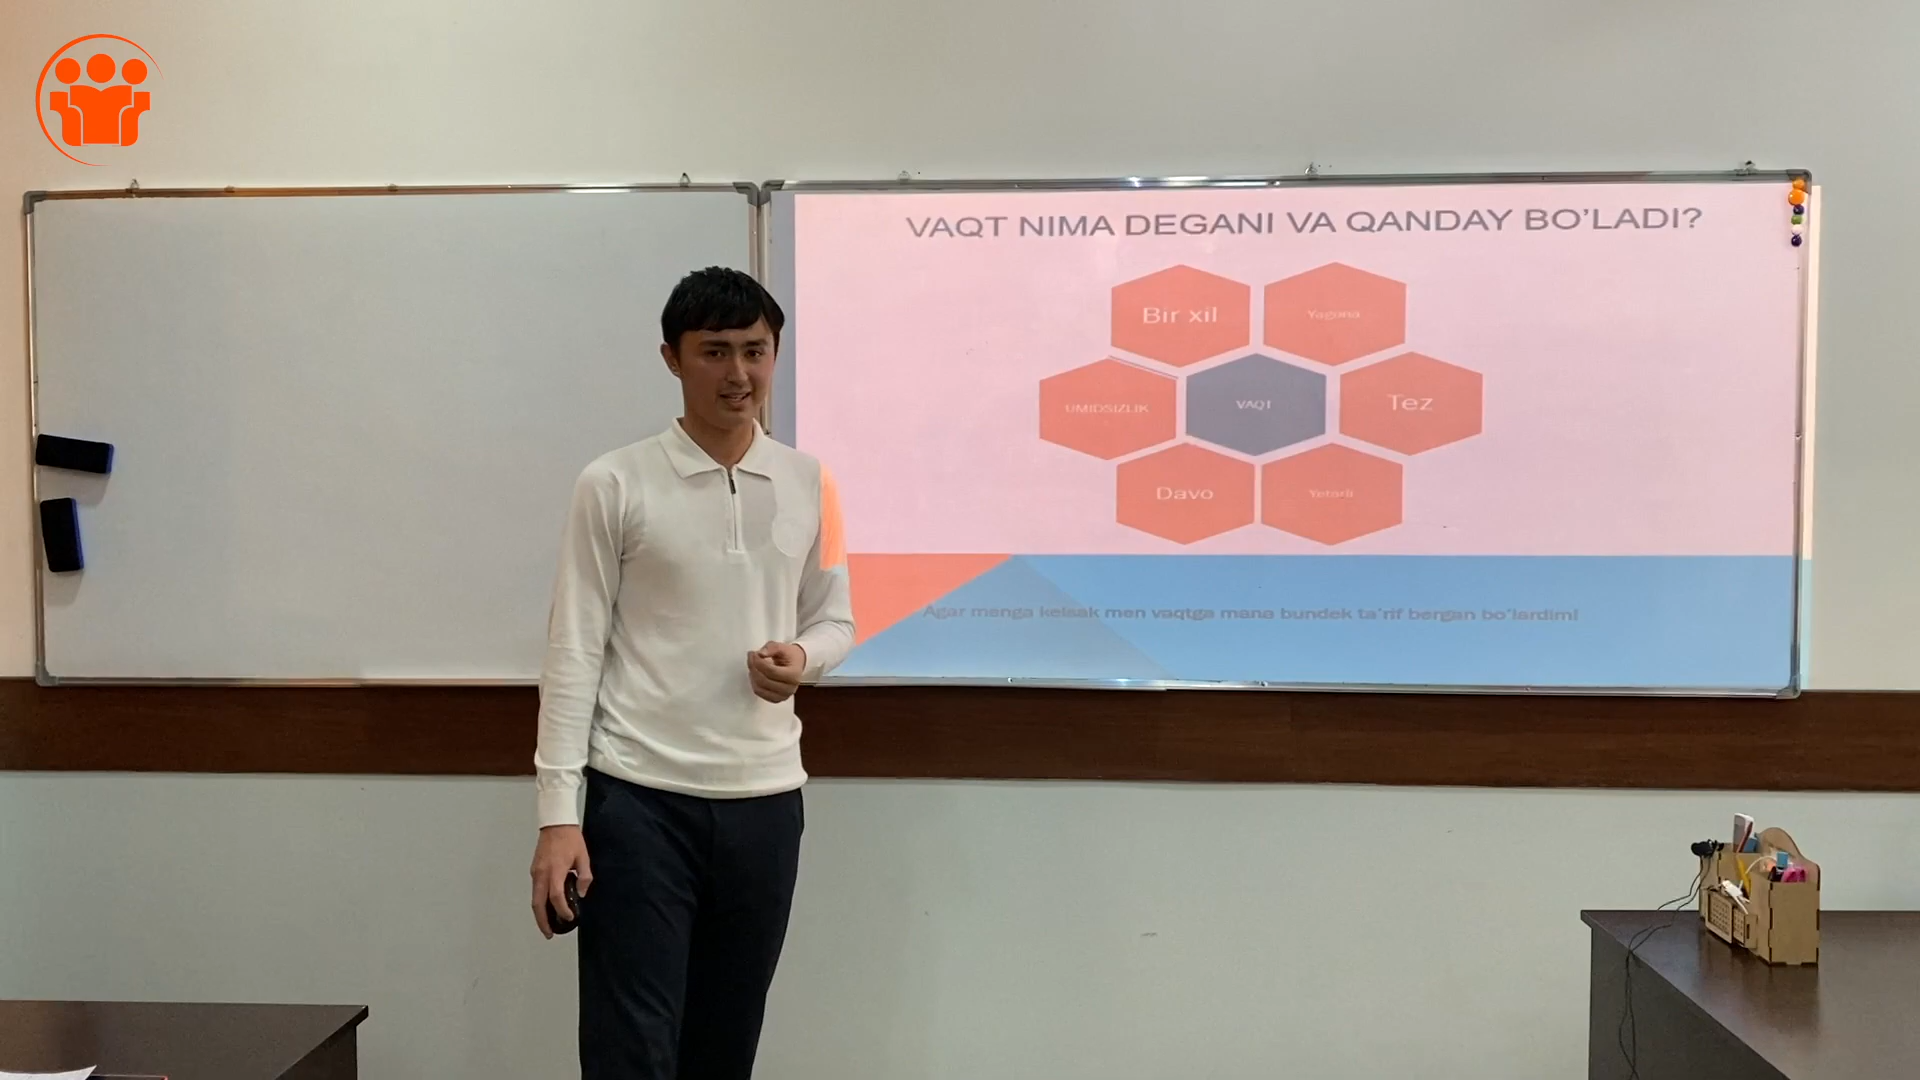 VAQT NIMA DEGANI VA QANDAY BO’LADI?
Bir xil
Yagona
UMIDSIZLIK
VAQT
Tez
Davo
Yetarli
Agar menga kelsak men vaqtga mana bundek ta’rif bergan bo’lardim!